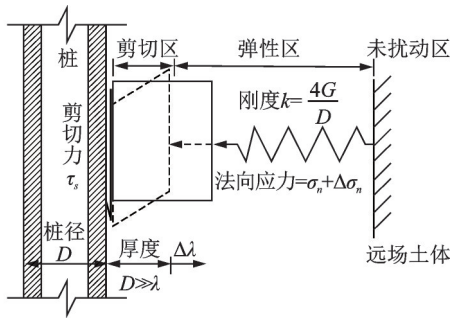 剪切区 弹性区 未扰动区
桩
剪切力 τs
刚度k=4G/D
法向应力=σn+Δσn
桩径
D
厚度 Δλ
D≫λ
远场土体